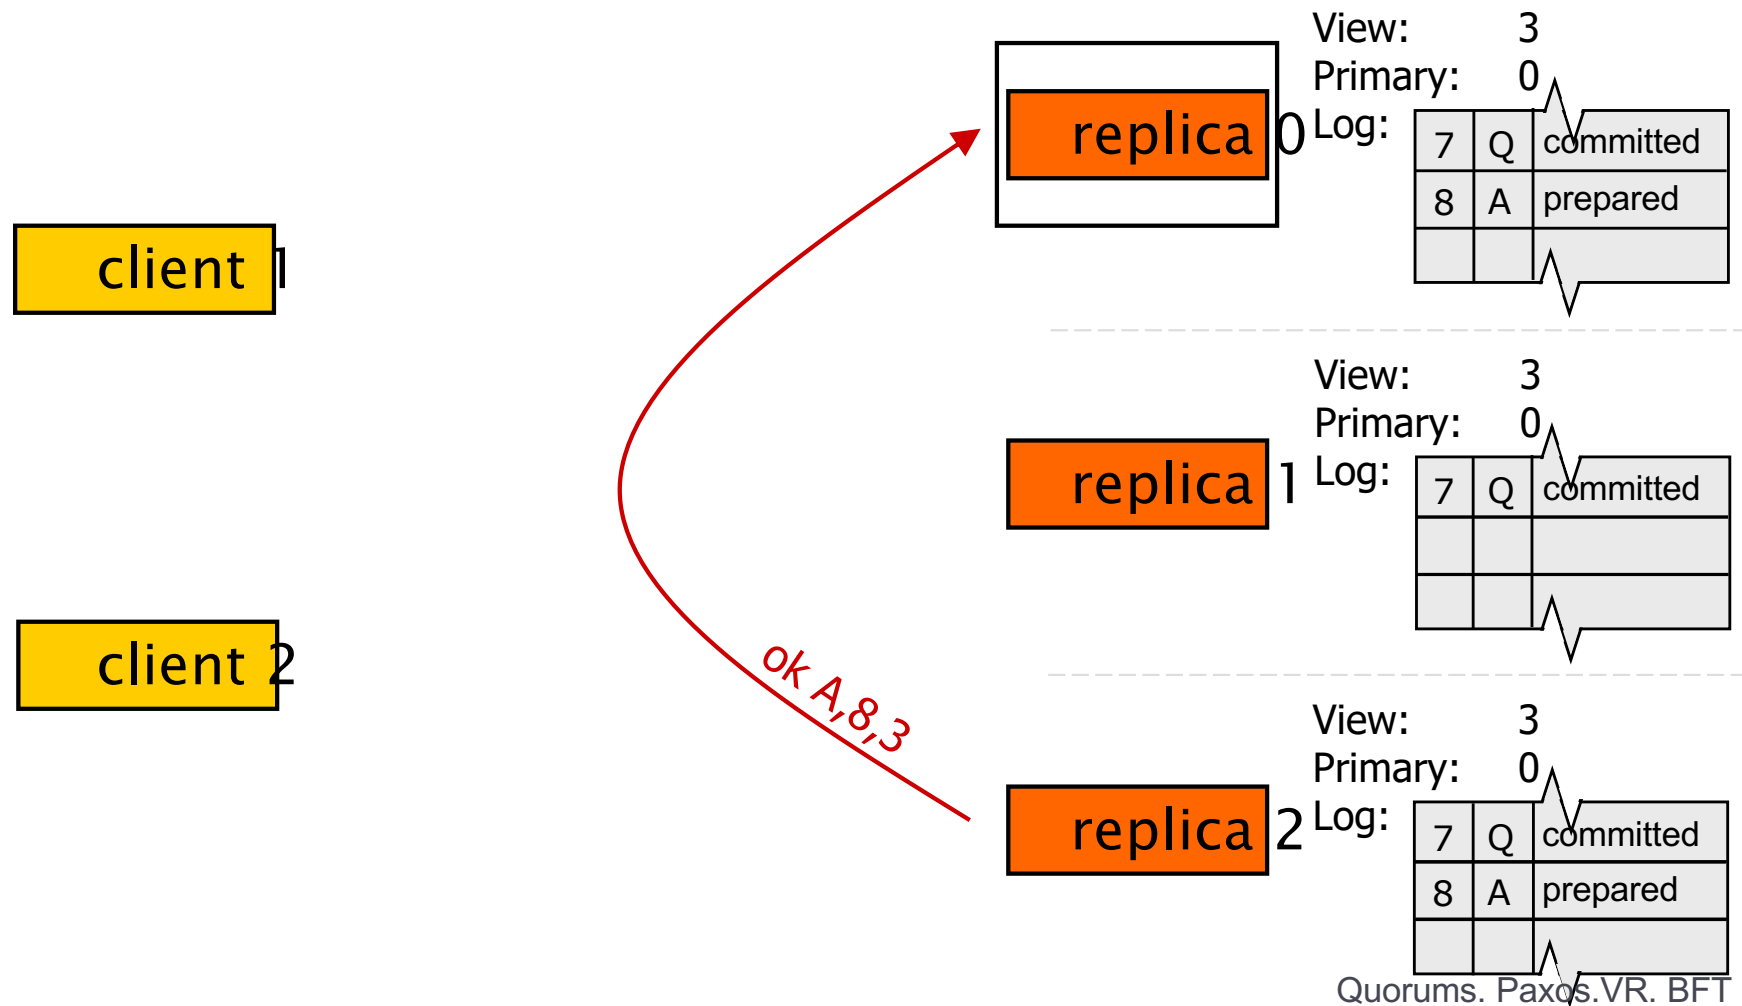 client 1
client 2
ok A,8,3
replica 0
View: 3
Primary: 0
Log:
7 Q committed
8 A prepared
replica 1
View: 3
Primary: 0
Log:
7 Q committed
replica 2
View: 3
Primary: 0
Log:
7 Q committed
8 A prepared
Quorums. Paxos.VR. BFT